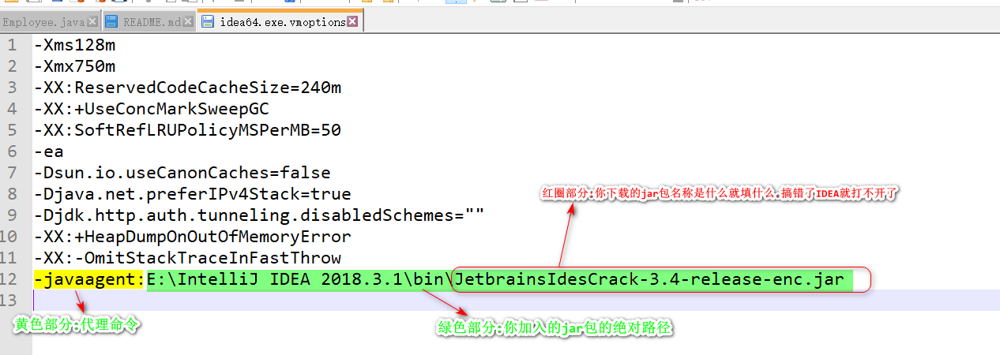 Employee.java README.md idea64.exe.vmoptions
1 -Xms128m
2 -Xmx750m
3 -XX:ReservedCodeCacheSize=240m
4 -XX:+UseConcMarkSweepGC
5 -XX:SoftRefLRUPolicyMSPerMB=50
6 -ea
7 -Dsun.io.useCanonCaches=false
8 -Djava.net.preferIPv4Stack=true
红圈部分:你下载的jar包名称是什么就填什么.搞错了IDEA就打不开了
9 -Djdk.http.auth.tunneling.disabledSchemes=""
10 -XX:+HeapDumpOnOutOfMemoryError
11 -XX:-OmitStackTraceInFastThrow
12 -javaagent:E:\IntelliJ IDEA 2018.3.1\bin\JetbrainsIdesCrack-3.4-release-enc.jar
13
黄色部分:代理命令
绿色部分:你加入的jar包的绝对路径